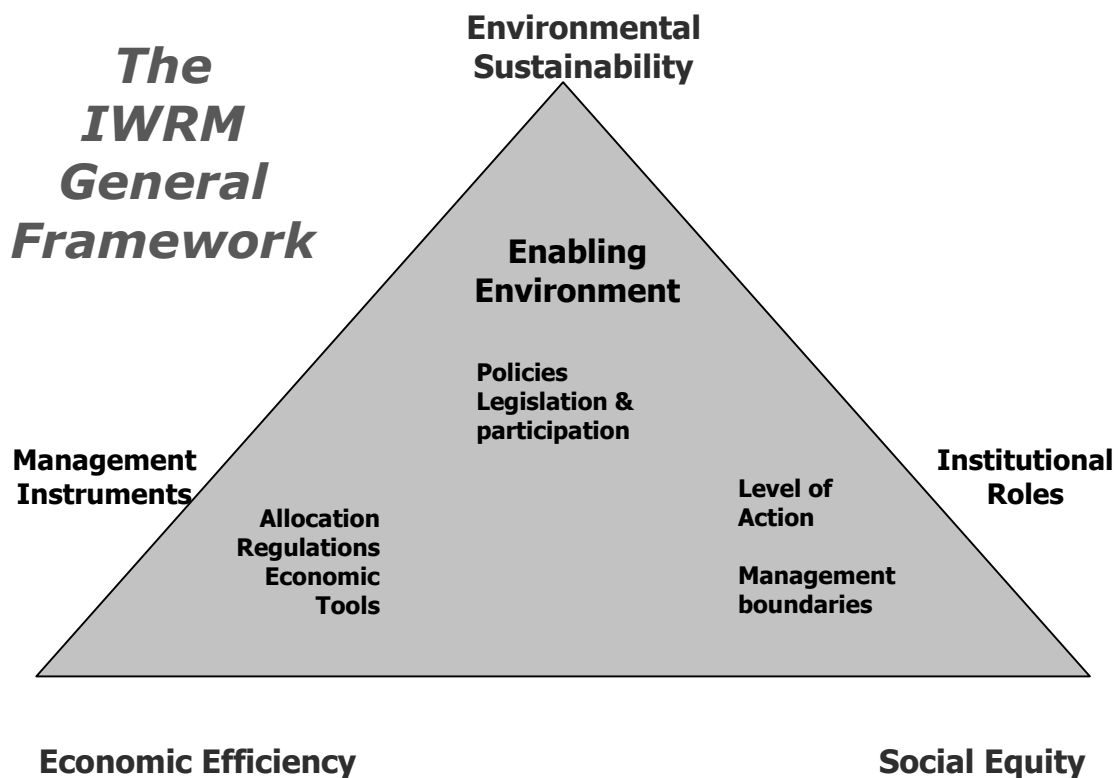 The
IWRM
General
Framework
Environmental
Sustainability
Enabling
Environment
Policies
Legislation &
participation
Management
Instruments
Allocation
Regulations
Economic
Tools
Level of
Action
Management
boundaries
Institutional
Roles
Economic Efficiency
Social Equity